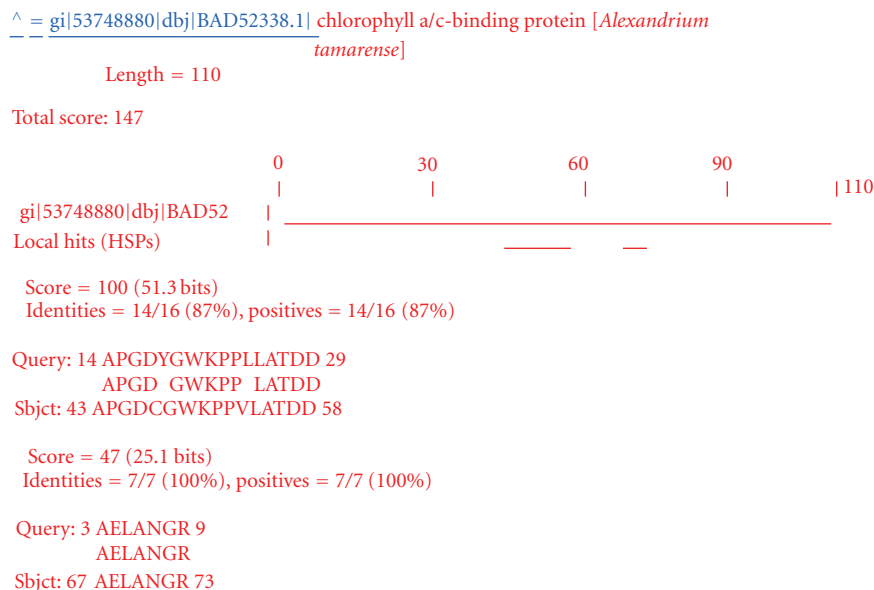 ^ = gi|53748880|dbj|BAD52338.1| chlorophyll a/c-binding protein [Alexandrium
tamarense]
Length = 110
Total score: 147
0 30 60 90
| | | | | 110
gi|53748880|dbj|BAD52 |
Local hits (HSPs) |
Score = 100 (51.3 bits)
Identities = 14/16 (87%), positives = 14/16 (87%)
Query: 14 APGDYGWKPPLLATDD 29
APGD GWKPP LATDD
Sbjct: 43 APGDCGWKPPVLATDD 58
Score = 47 (25.1 bits)
Identities = 7/7 (100%), positives = 7/7 (100%)
Query: 3 AELANGR 9
AELANGR
Sbjct: 67 AELANGR 73